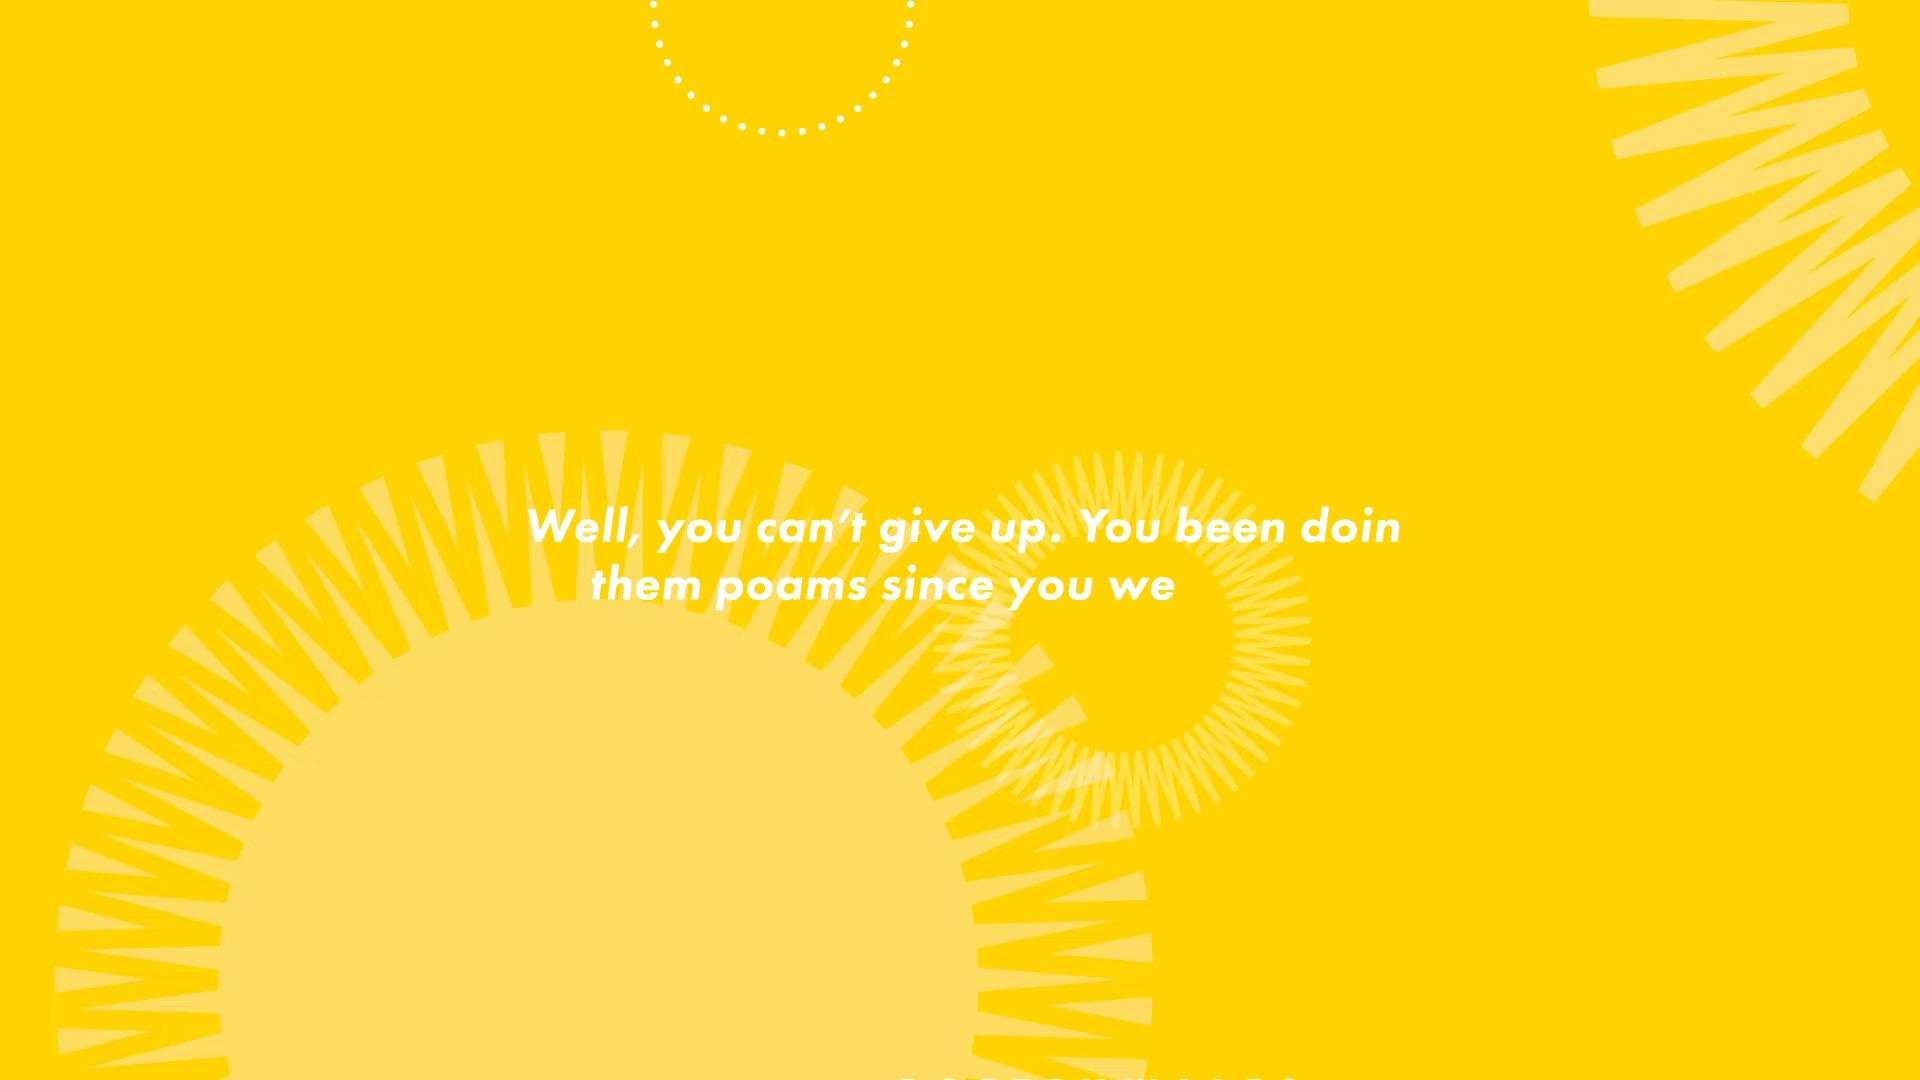 Well, you can’t give up. You been doin
them poams since you we